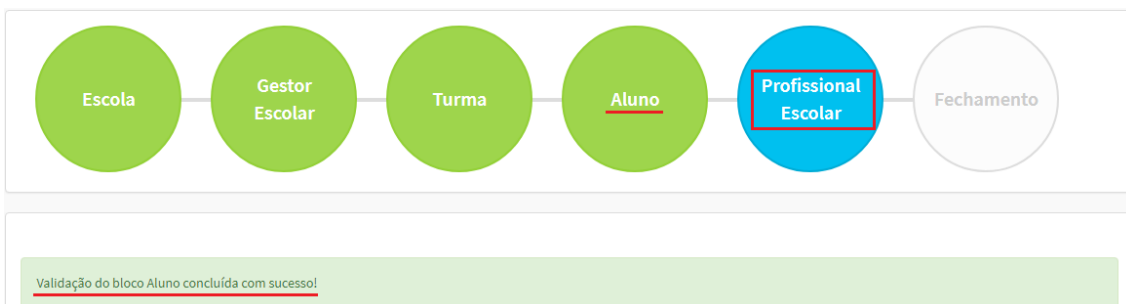 Escola
Gestor
Escolar
Turma
Aluno
Profissional
Escolar
Fechamento
Validação do bloco Aluno concluída com sucesso!